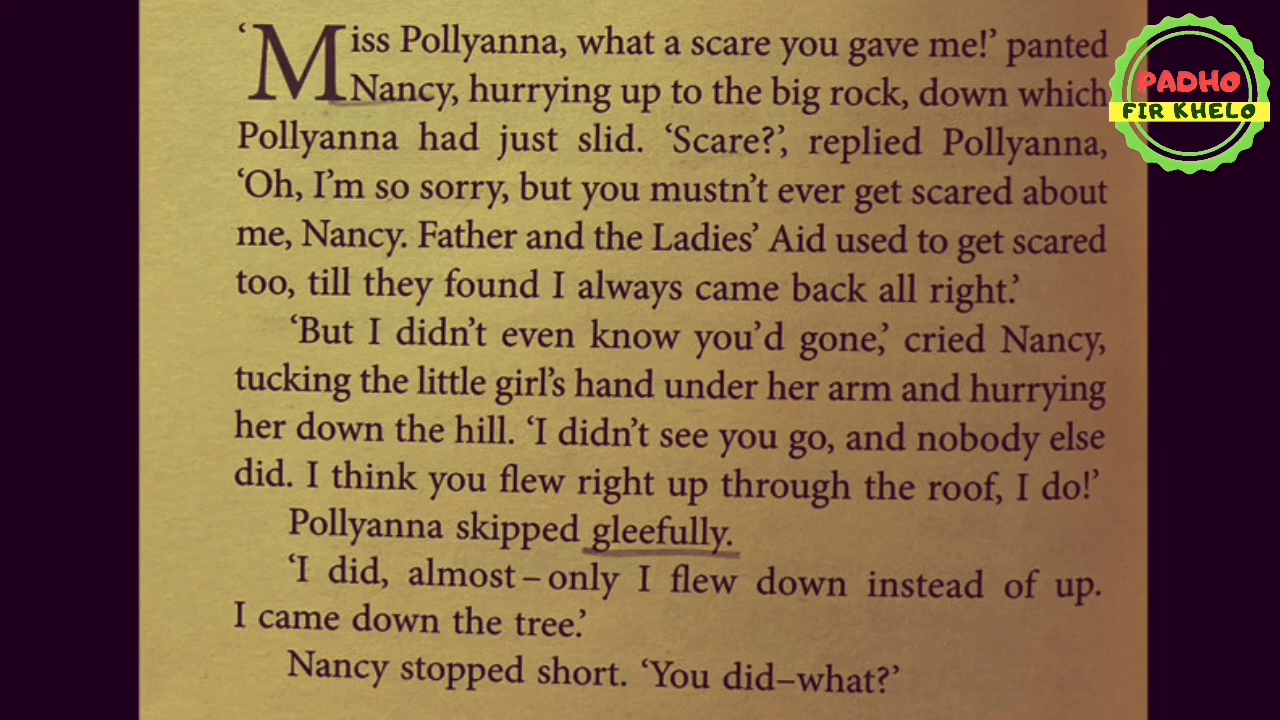 ‘Miss Pollyanna, what a scare you gave me!’ panted
Nancy, hurrying up to the big rock, down which
Pollyanna had just slid. ‘Scare?’, replied Pollyanna,
‘Oh, I’m so sorry, but you mustn’t ever get scared about
me, Nancy. Father and the Ladies’ Aid used to get scared
too, till they found I always came back all right.’
‘But I didn’t even know you’d gone,’ cried Nancy,
tucking the little girl’s hand under her arm and hurrying
her down the hill. ‘I didn’t see you go, and nobody else
did. I think you flew right up through the roof, I do!’
Pollyanna skipped gleefully.
‘I did, almost – only I flew down instead of up.
I came down the tree.’
Nancy stopped short. ‘You did–what?’
PADHO
FIR KHELO